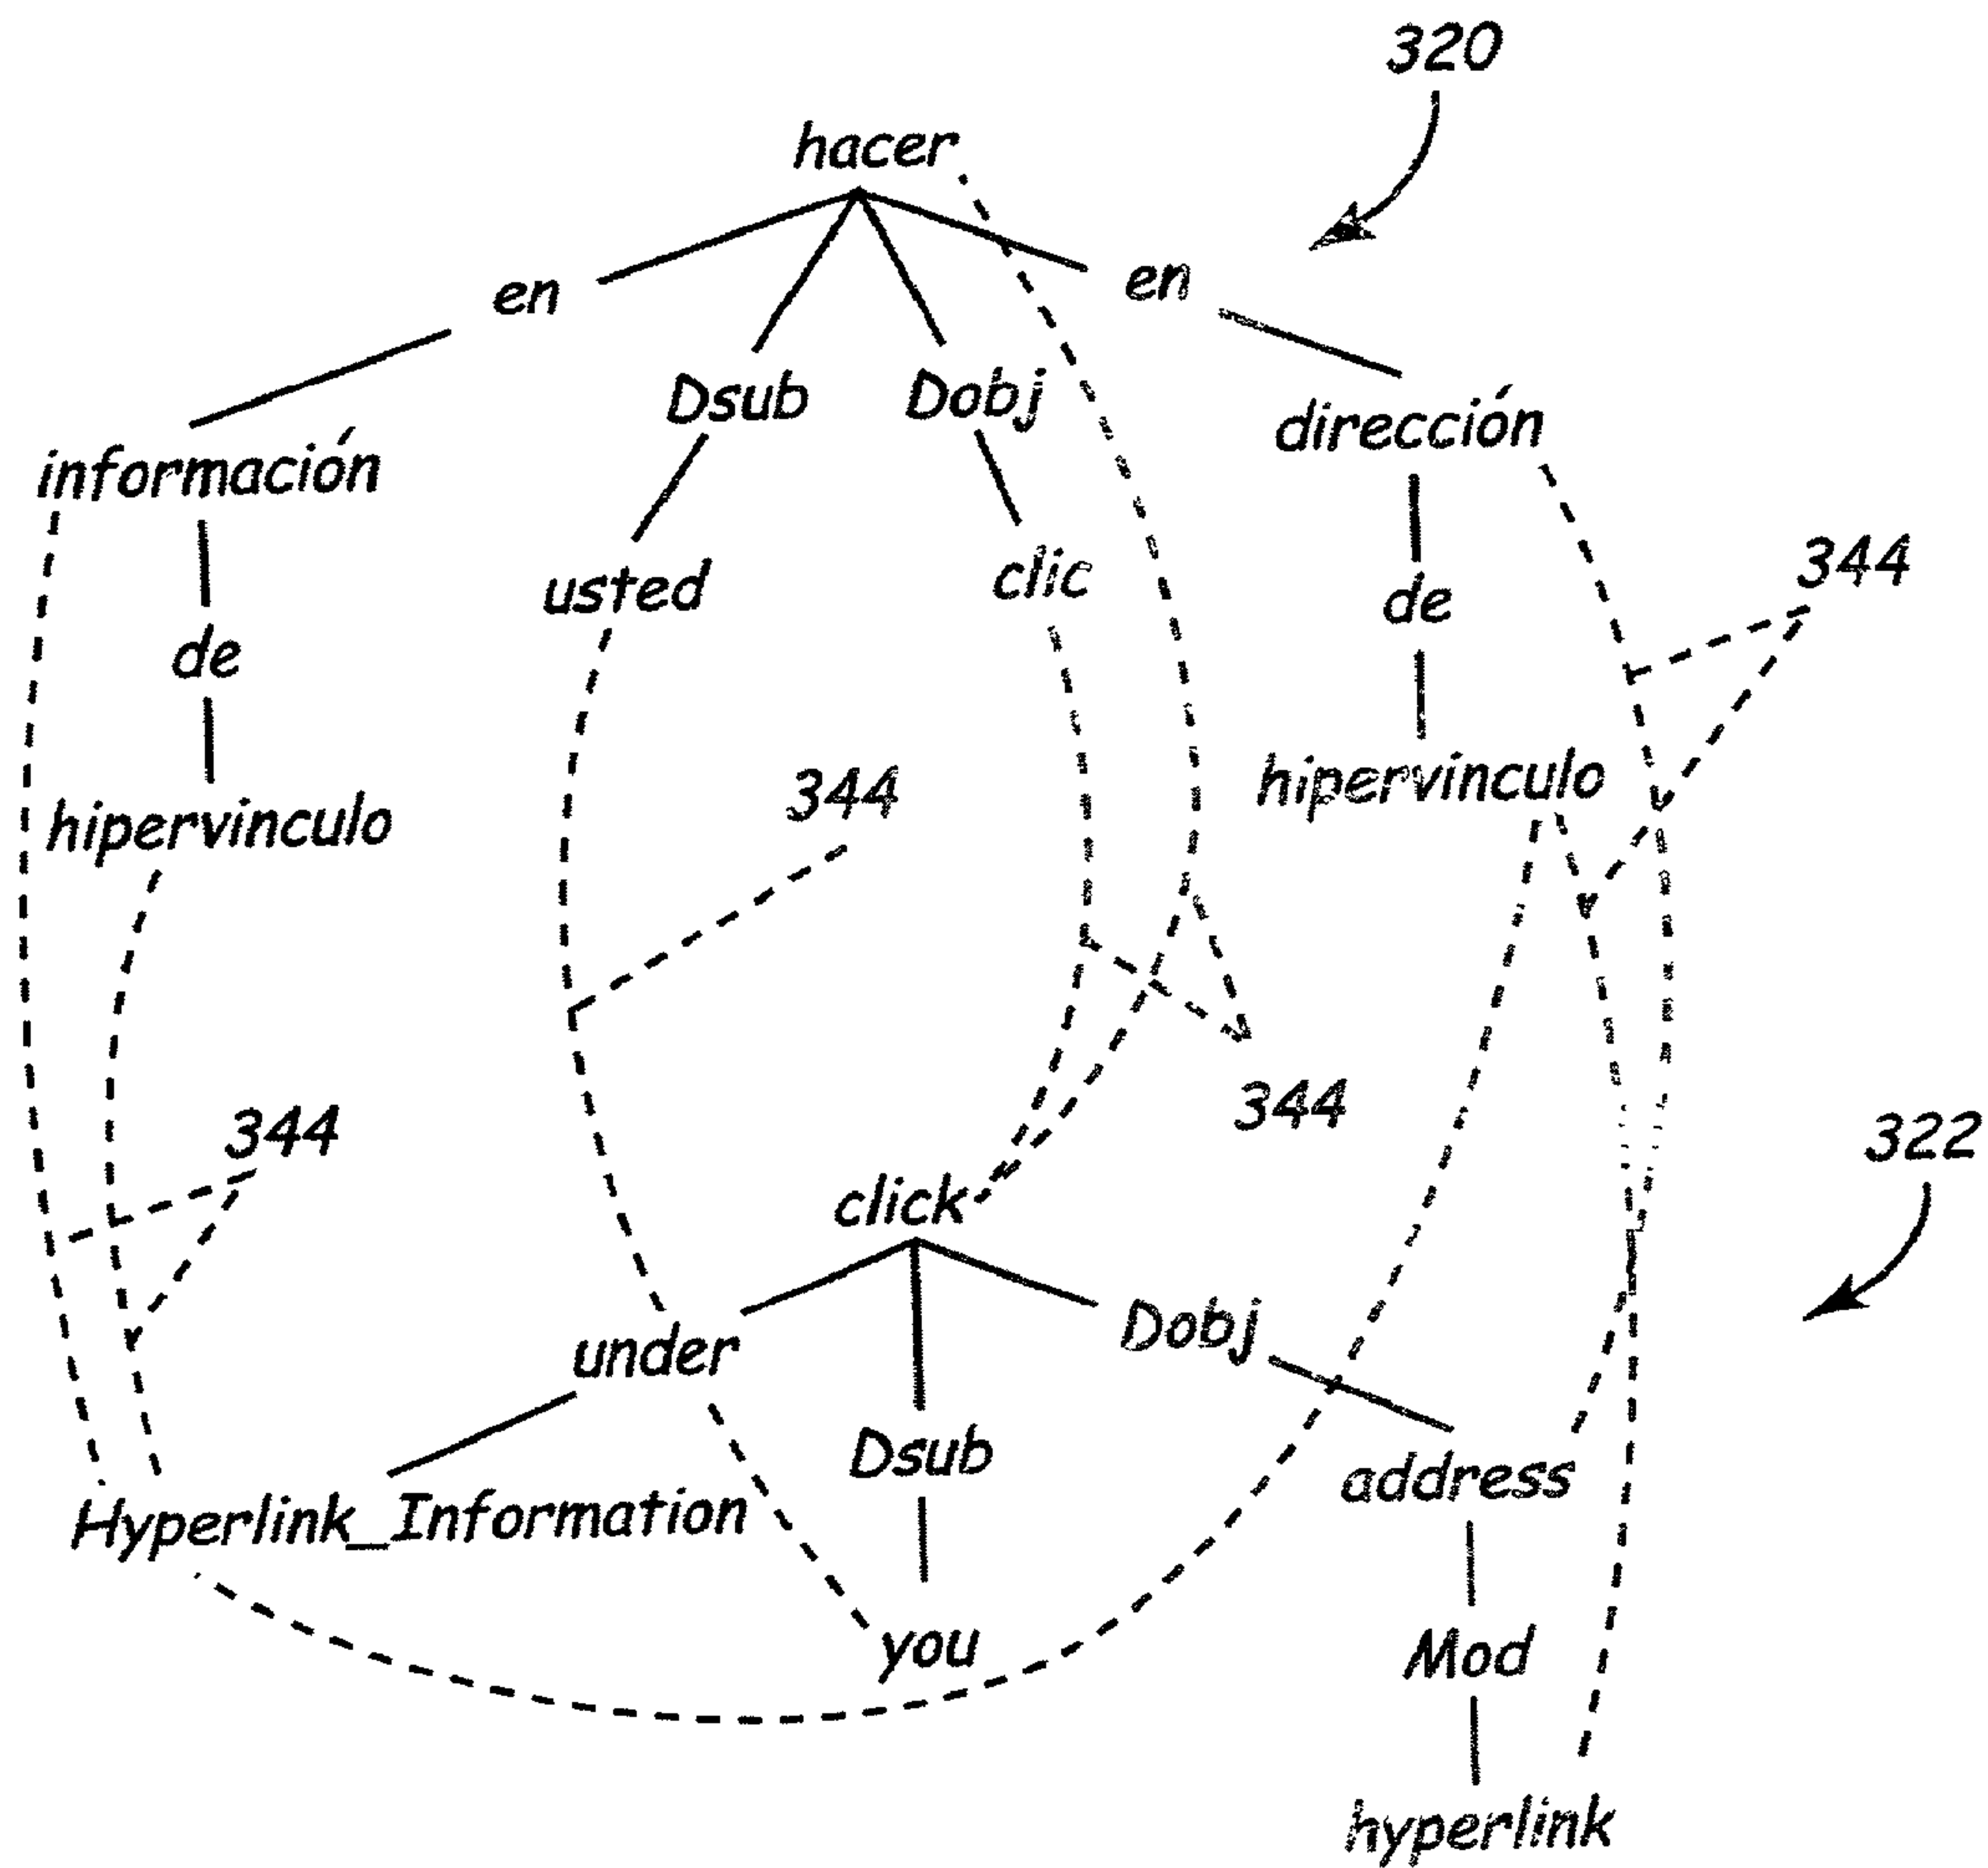 320
hacer
en
en
Dsub
Dobj
dirección
información
344
usted
clic
de
de
344
hipervinculo
hipervinculo
344
344
322
click
under
Dobj
Dsub
address
Hyperlink_Information
you
Mod
hyperlink